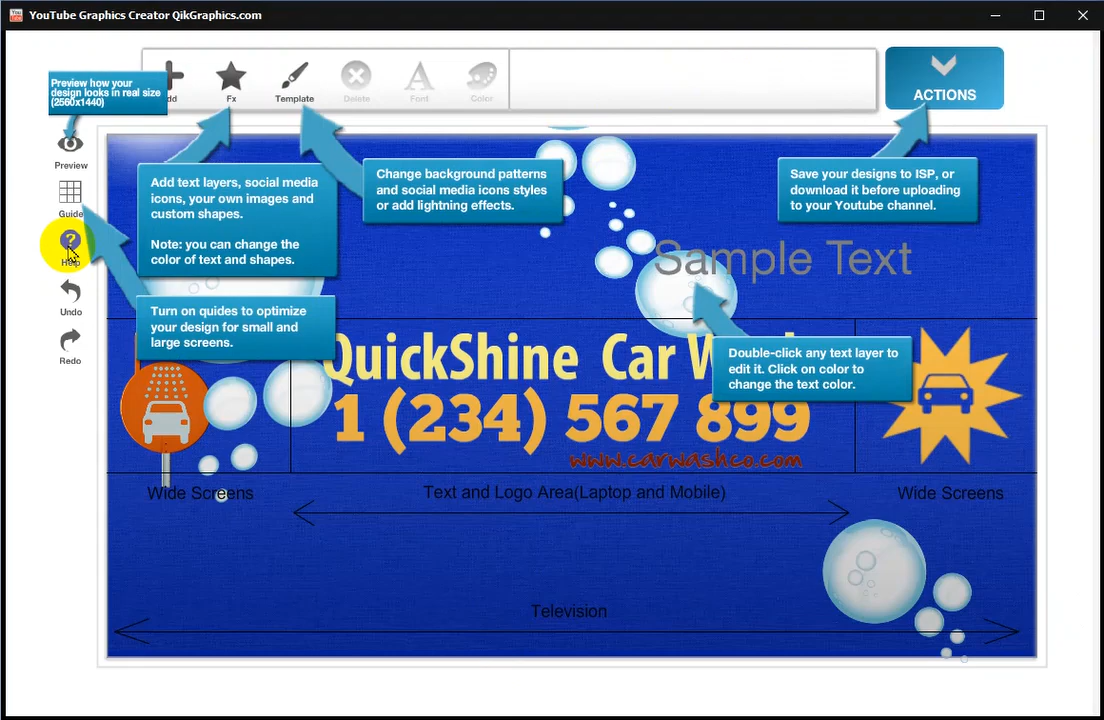 YouTube Graphics Creator QikGraphics.com
Preview how your
design looks in real size
(2560x1440)
Fx
Template
Delete
Font
Color
ACTIONS
Preview
Guide
Help
Undo
Redo
Add text layers, social media
icons, your own images and
custom shapes.
Note: you can change the
color of text and shapes.
Change background patterns
and social media icons styles
or add lightning effects.
Save your designs to ISP, or
download it before uploading
to your Youtube channel.
Turn on quides to optimize
your design for small and
large screens.
Sample Text
Double-click any text layer to
edit it. Click on color to
change the text color.
QuickShine Car
1 (234) 567 899
www.carwashco.com
Wide Screens
Text and Logo Area(Laptop and Mobile)
Wide Screens
Television